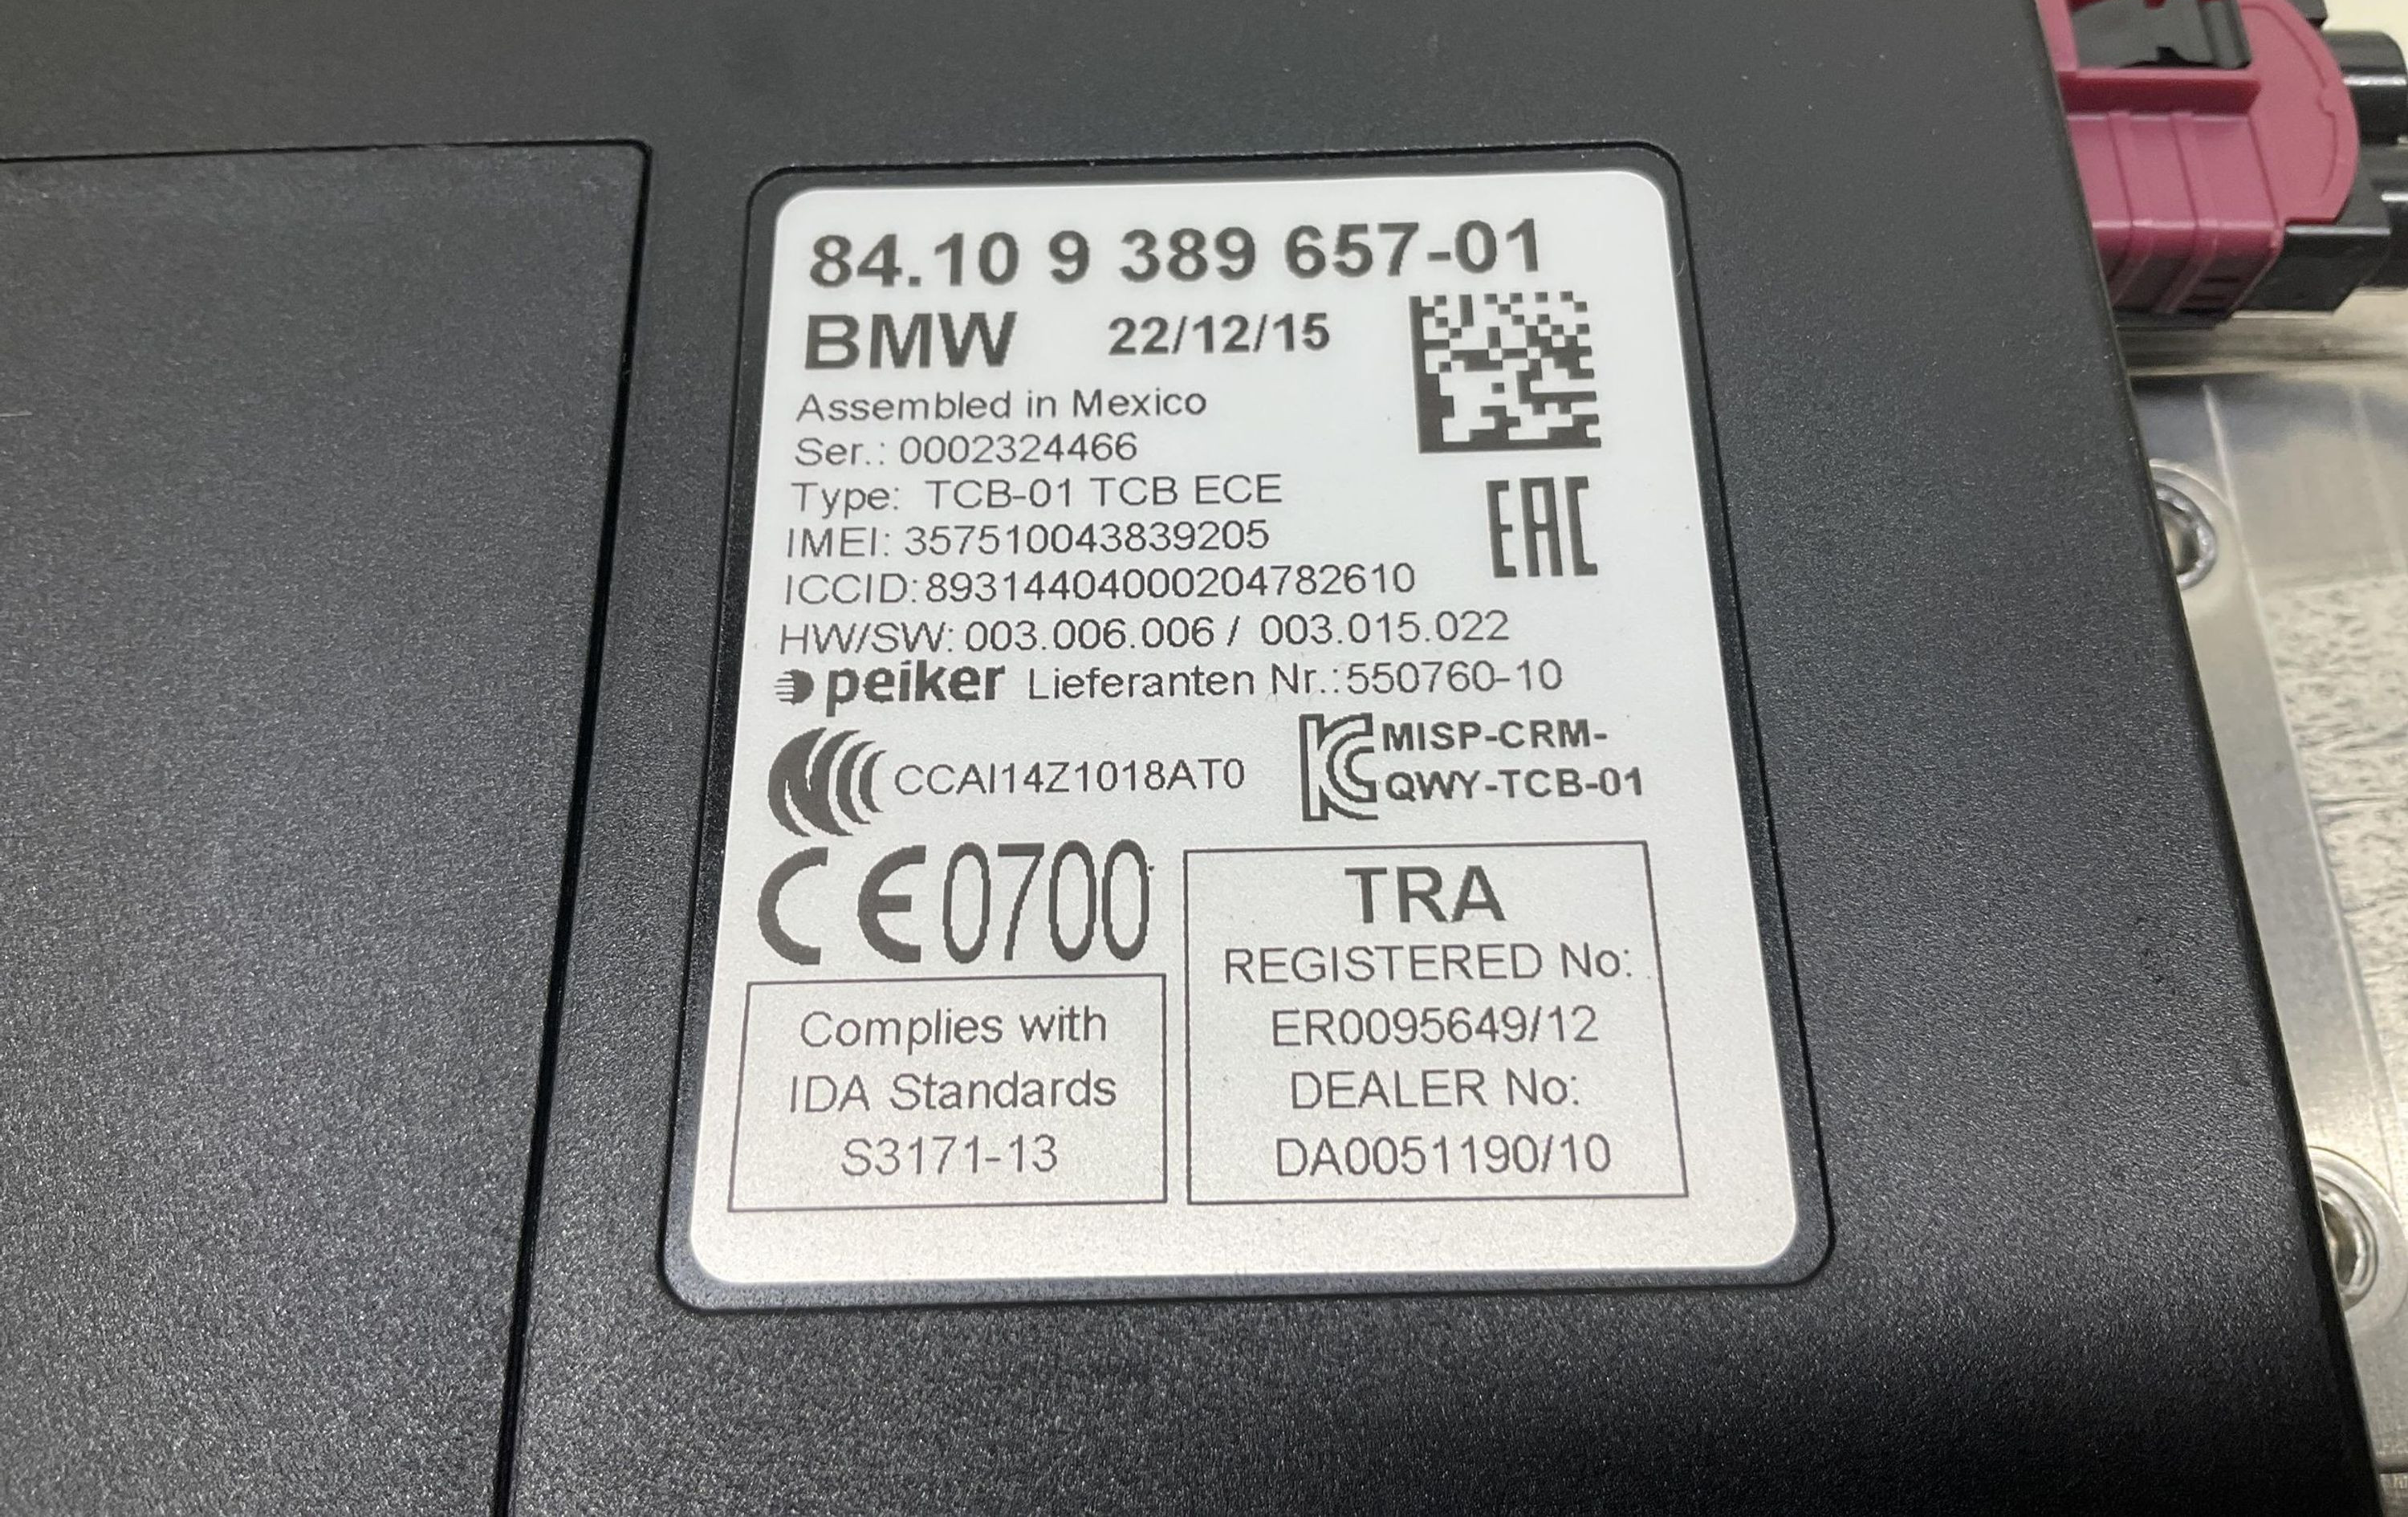 84.10 9 389 657-01
BMW 22/12/15
Assembled in Mexico
Ser.: 0002324466
Type: TCB-01 TCB ECE
IMEI: 357510043839205
ICCID:89314404000204782610
HW/SW: 003.006.006 / 003.015.022
peiker Lieferanten Nr.:550760-10
CCAI14Z1018AT0
MISP-CRM-
QWY-TCB-01
EAC
CE0700
Complies with
IDA Standards
S3171-13
TRA
REGISTERED No:
ER0095649/12
DEALER No:
DA0051190/10